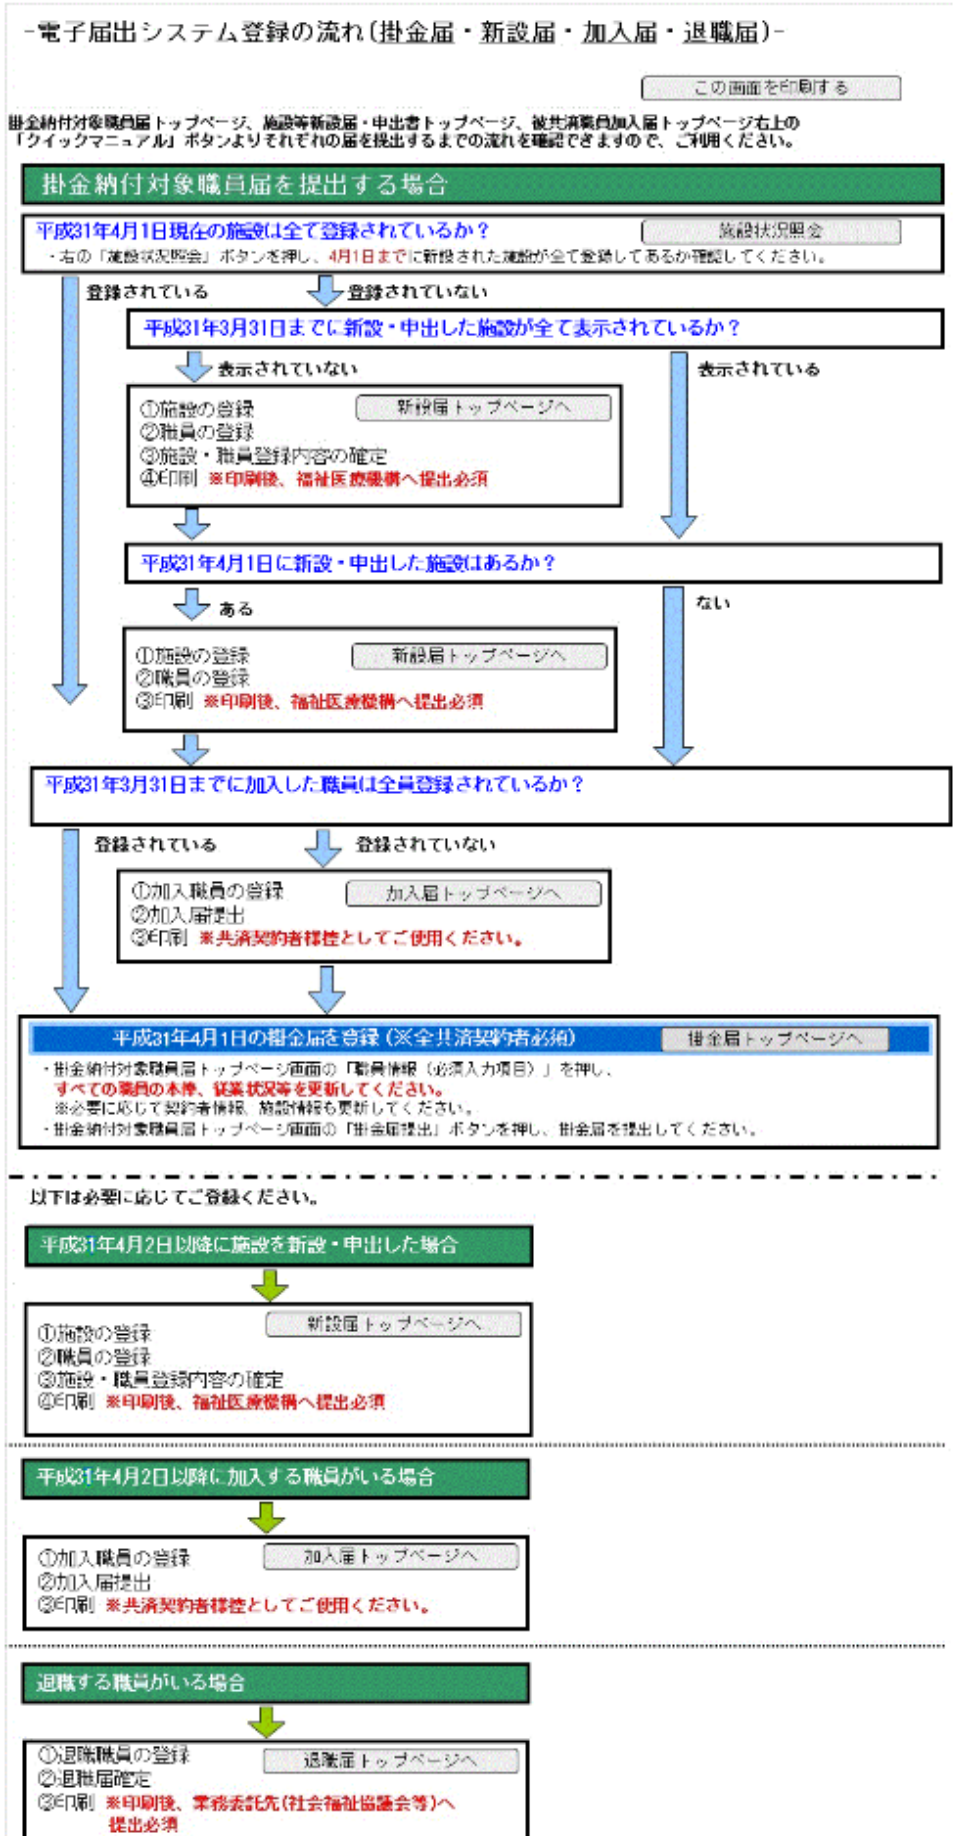 -電子届出システム登録の流れ(掛金届・新設届・加入届・退職届)-
この画面を印刷する
掛金納付対象職員届トップページ、施設等新設届・申出書トップページ、被共済職員加入届トップページ右上の
「クイックマニュアル」ボタンよりそれぞれの届を提出するまでの流れを確認できますので、ご利用ください。
掛金納付対象職員届を提出する場合
平成31年4月1日現在の施設は全て登録されているか？
施設状況照会
・右の「施設状況照会」ボタンを押し、4月1日までに新設された施設が全て登録してあるか確認してください。
登録されている
登録されていない
平成31年3月31日までに新設・申出した施設が全て表示されているか？
表示されていない
表示されている
①施設の登録
新設届トップページへ
②職員の登録
③施設・職員登録内容の確定
④印刷 ※印刷後、福祉医療機構へ提出必須
平成31年4月1日に新設・申出した施設はあるか？
ある
ない
①施設の登録
新設届トップページへ
②職員の登録
③印刷 ※印刷後、福祉医療機構へ提出必須
平成31年3月31日までに加入した職員は全員登録されているか？
登録されている
登録されていない
①加入職員の登録
加入届トップページへ
②加入届提出
③印刷 ※共済契約者様控としてご使用ください。
平成31年4月1日の掛金届を登録(※全共済契約者必須)
掛金届トップページへ
・掛金納付対象職員届トップページ画面の「職員情報（必須入力項目）」を押し、
すべての職員の本俸、従業状況等を更新してください。
※必要に応じて契約者情報、施設情報も更新してください。
・掛金納付対象職員届トップページ画面の「掛金届提出」ボタンを押し、掛金届を提出してください。
以下は必要に応じてご登録ください。
平成31年4月2日以降に施設を新設・申出した場合
①施設の登録
新設届トップページへ
②職員の登録
③施設・職員登録内容の確定
④印刷 ※印刷後、福祉医療機構へ提出必須
平成31年4月2日以降に加入する職員がいる場合
①加入職員の登録
加入届トップページへ
②加入届提出
③印刷 ※共済契約者様控としてご使用ください。
退職する職員がいる場合
①退職職員の登録
退職届トップページへ
②退職届確定
③印刷 ※印刷後、業務委託先(社会福祉協議会等)へ
提出必須